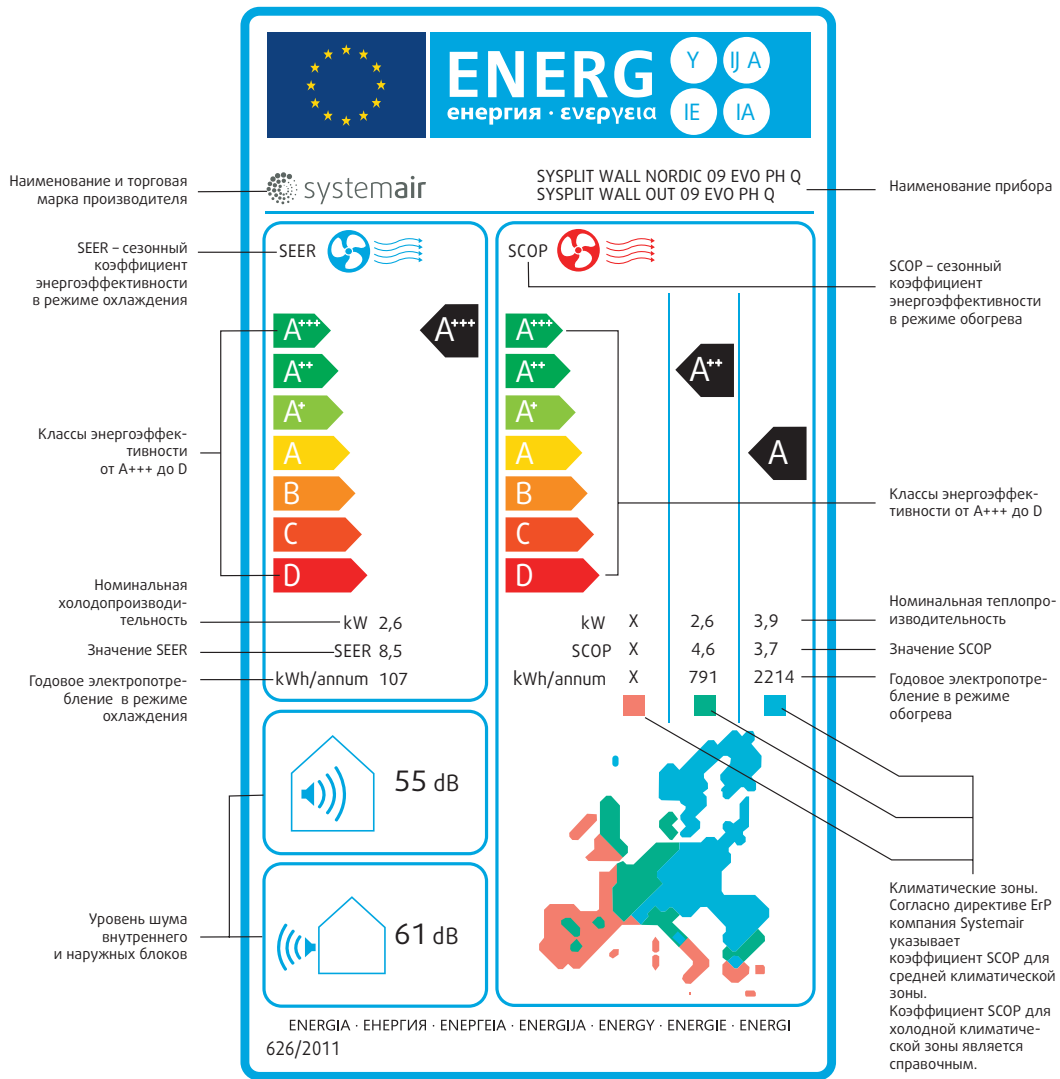 ENERG
енергия · ενεργεια
Y
IJ A
IE
IA
Наименование и торговая
марка производителя
systemair
SYSPLIT WALL NORDIC 09 EVO PH Q
SYSPLIT WALL OUT 09 EVO PH Q
Наименование прибора
SEER – сезонный
коэффициент
энергоэффективности
в режиме охлаждения
SEER
SCOP
SCOP – сезонный
коэффициент
энергоэффективности
в режиме обогрева
A+++
A++
A+
A
B
C
D
A+++
A+++
A++
A+
A
B
C
D
A++
A
Классы энергоэффек-
тивности
от A+++ до D
Классы энергоэффек-
тивности от A+++ до D
Номинальная
холодопроизводи-
тельность
kW 2,6
Значение SEER
SEER 8,5
Годовое электропотре-
бление в режиме
охлаждения
kWh/annum 107
kW X 2,6 3,9
SCOP X 4,6 3,7
kWh/annum X 791 2214
Номинальная теплопро-
изводительность
Значение SCOP
Годовое электропотре-
бление в режиме
обогрева
55 dB
61 dB
Уровень шума
внутреннего
и наружных блоков
Климатические зоны.
Согласно директиве ErP
компания Systemair
указывает
коэффициент SCOP для
средней климатической
зоны.
Коэффициент SCOP для
холодной климатиче-
ской зоны является
справочным.
ENERGIA · ЕНЕРГИЯ · ΕΝΕΡΓΕΙΑ · ENERGIJA · ENERGY · ENERGIE · ENERGI
626/2011